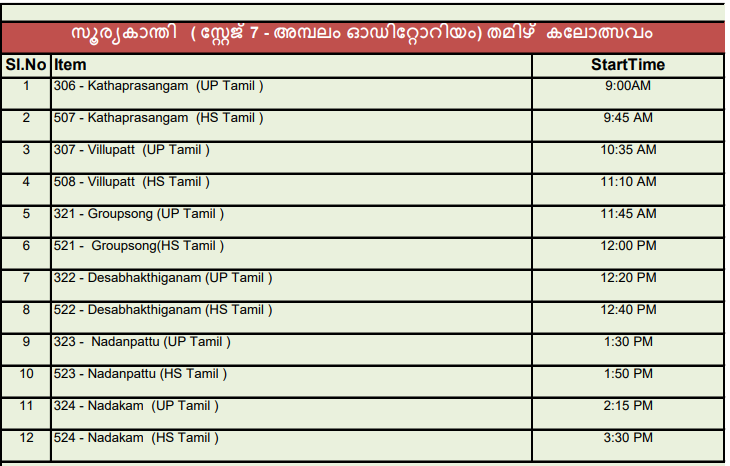 സൂര്യകാന്തി ( സ്റ്റേജ് 7 - അമ്പലം ഓഡിറ്റോറിയം) തമിഴ് കലോത്സവം
Sl.No Item StartTime
1 306 - Kathaprasangam (UP Tamil ) 9:00AM
2 507 - Kathaprasangam (HS Tamil ) 9:45 AM
3 307 - Villupatt (UP Tamil ) 10:35 AM
4 508 - Villupatt (HS Tamil ) 11:10 AM
5 321 - Groupsong (UP Tamil ) 11:45 AM
6 521 - Groupsong(HS Tamil ) 12:00 PM
7 322 - Desabhakthiganam (UP Tamil ) 12:20 PM
8 522 - Desabhakthiganam (HS Tamil ) 12:40 PM
9 323 - Nadanpattu (UP Tamil ) 1:30 PM
10 523 - Nadanpattu (HS Tamil ) 1:50 PM
11 324 - Nadakam (UP Tamil ) 2:15 PM
12 524 - Nadakam (HS Tamil ) 3:30 PM